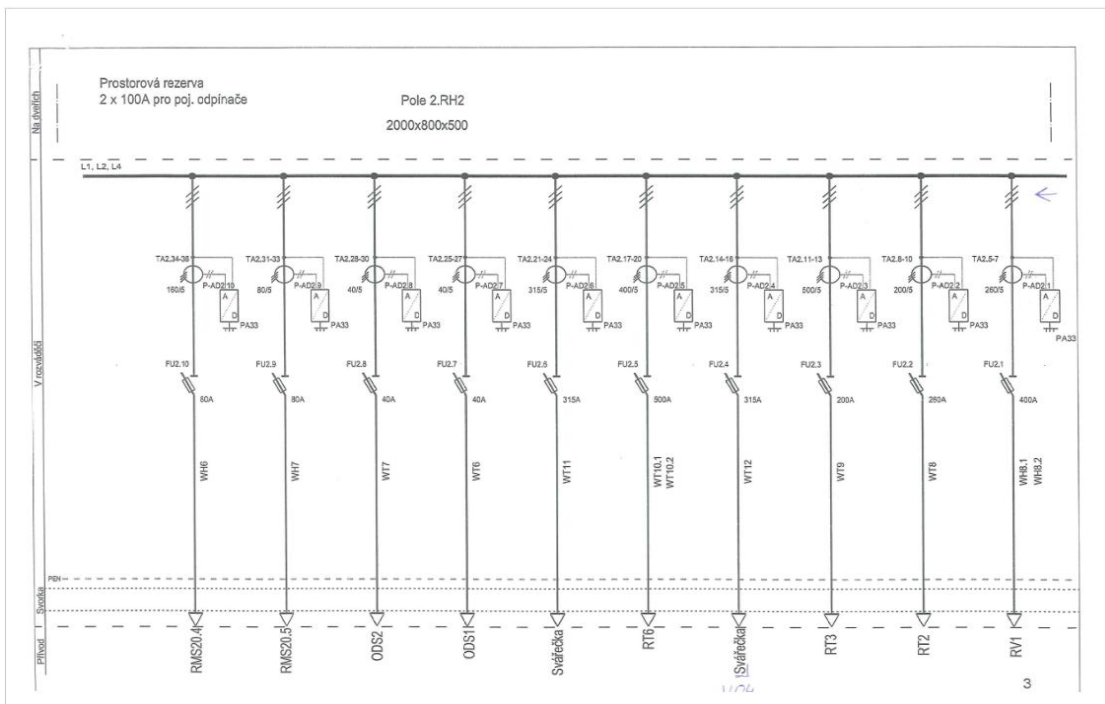 Na dveřích
Prostorová rezerva
2 x 100A pro poj. odpínače
Pole 2.RH2
2000x800x500
L1, L2, L4
V rozváděči
TA2.34-36 TA2.31-33 TA2.28-30 TA2.25-27 TA2.21-24 TA2.17-20 TA2.14-16 TA2.11-13 TA2.8-10 TA2.5-7
P-AD2.10 P-AD2.9 P-AD2.8 P-AD2.7 P-AD2.6 P-AD2.5 P-AD2.4 P-AD2.3 P-AD2.2 P-AD2.1
160/5 80/5 40/5 40/5 315/5 400/5 315/5 500/5 200/5 260/5
A A A A A A A A A A
D D D D D D D D D D
PA33 PA33 PA33 PA33 PA33 PA33 PA33 PA33 PA33 PA33
FU2.10 FU2.9 FU2.8 FU2.7 FU2.6 FU2.5 FU2.4 FU2.3 FU2.2 FU2.1
80A 80A 40A 40A 315A 500A 315A 200A 260A 400A
WH6 WH7 WT7 WT6 WT11 WT10.1 WT12 WT9 WT8 WH8.1
WT10.2 WH8.2
PEN
Svorka
Přívod
RMS20.4 RMS20.5 ODS2 ODS1 Svářečka RT6 Svářečka RT3 RT2 RV1
3